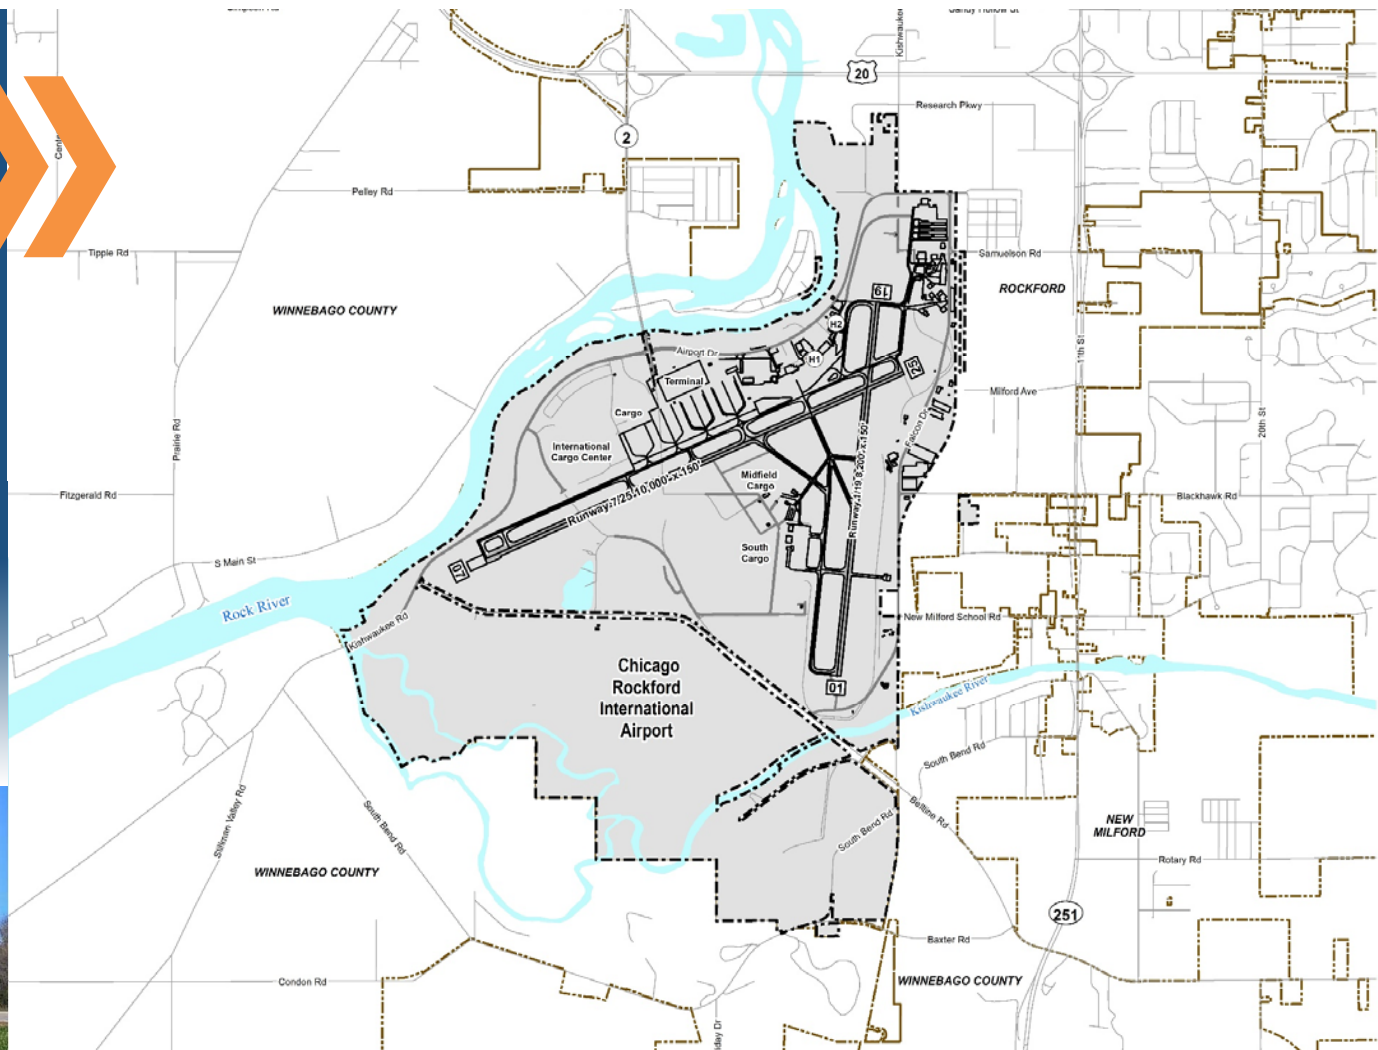 Kishwaukee
20
Research Pkwy
2
Pelley Rd
Tipple Rd
Samuelson Rd
ROCKFORD
WINNEBAGO COUNTY
19
H2
H1
Airport Dr
25
11th St
Terminal
Milford Ave
Cargo
Falcon Dr
20th St
Prairie Rd
International
Cargo Center
Midfield
Cargo
Runway 7/25 10,000' x 150'
Runway 1/19 8,200' x 150'
Fitzgerald Rd
Blackhawk Rd
South
Cargo
S Main St
07
Rock River
Kishwaukee Rd
New Milford School Rd
Chicago
Rockford
International
Airport
01
Kishwaukee River
South Bend Rd
Stillman Valley Rd
South Bend Rd
Beltline Rd
South Bend Rd
NEW
MILFORD
Rotary Rd
WINNEBAGO COUNTY
251
Baxter Rd
Condon Rd
WINNEBAGO COUNTY